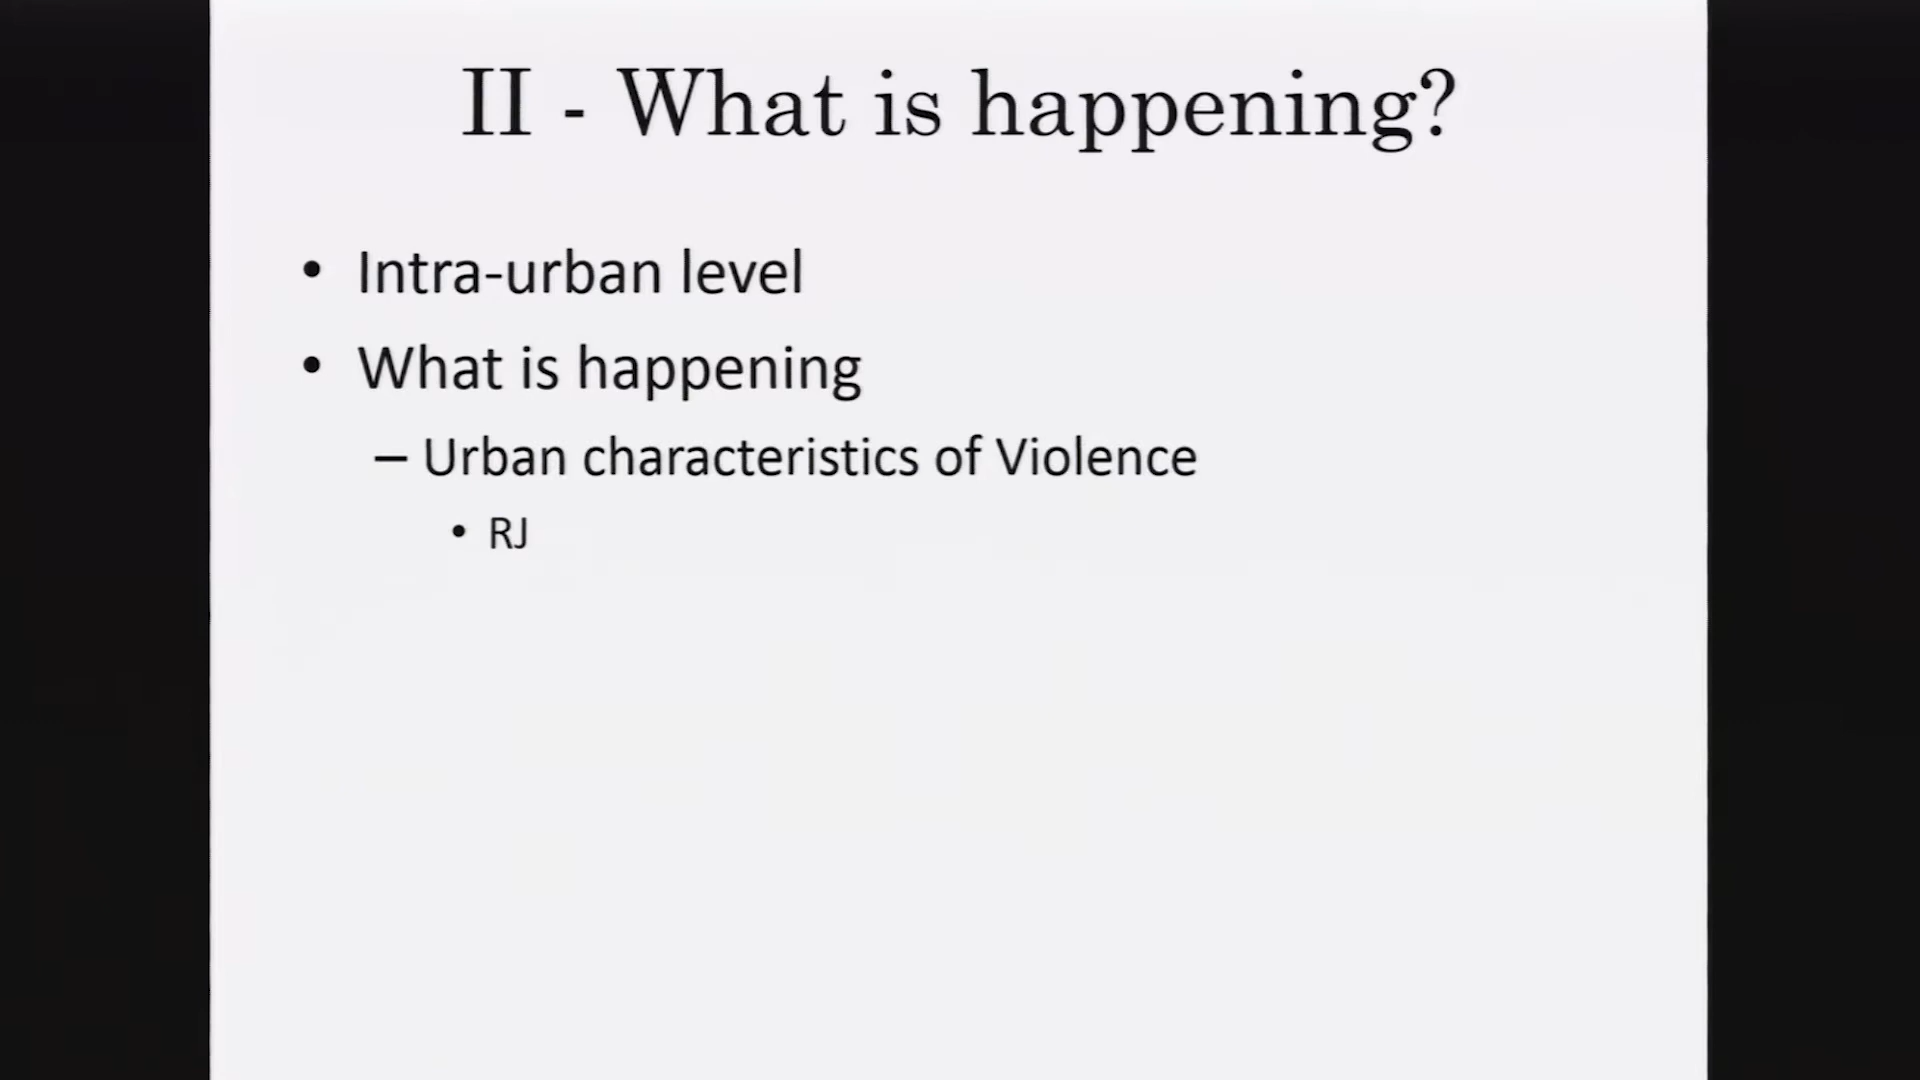 II - What is happening?
• Intra-urban level
• What is happening
– Urban characteristics of Violence
• RJ